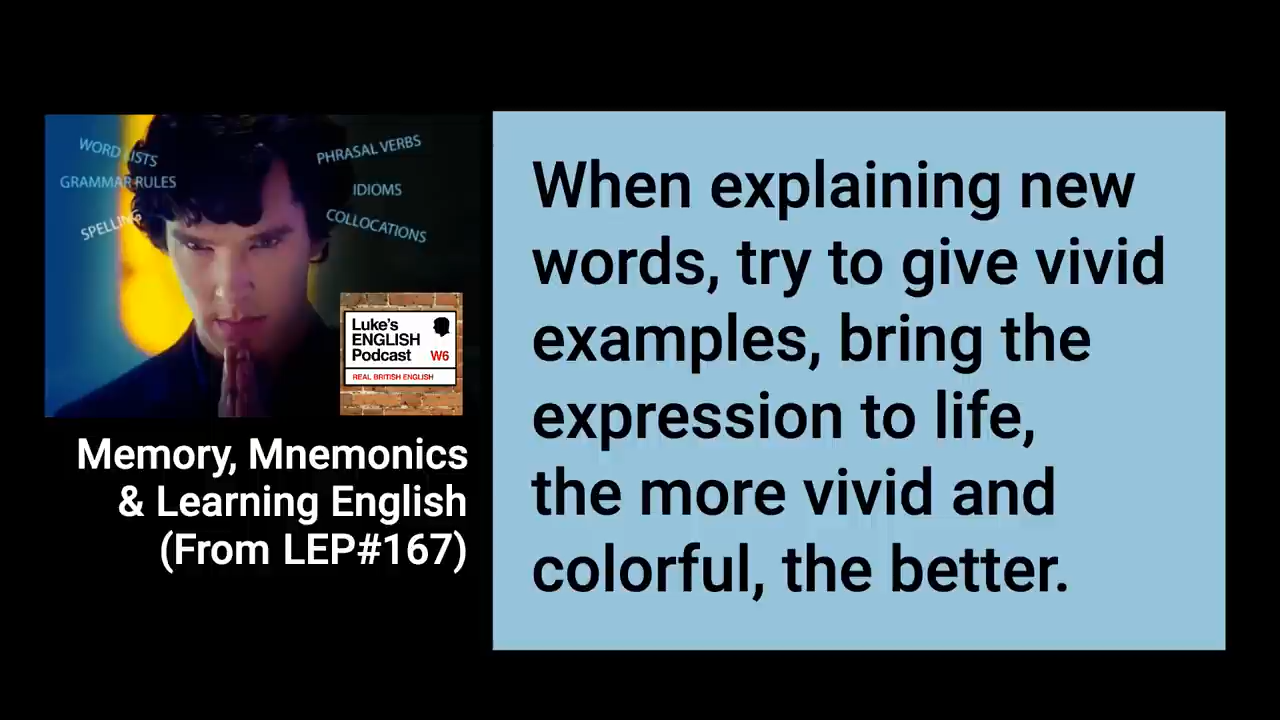 WORD LISTS
GRAMMAR RULES
SPELLING
PHRASAL VERBS
IDIOMS
COLLOCATIONS
Luke's
ENGLISH
Podcast W6
REAL BRITISH ENGLISH
Memory, Mnemonics
& Learning English
(From LEP#167)
When explaining new
words, try to give vivid
examples, bring the
expression to life,
the more vivid and
colorful, the better.